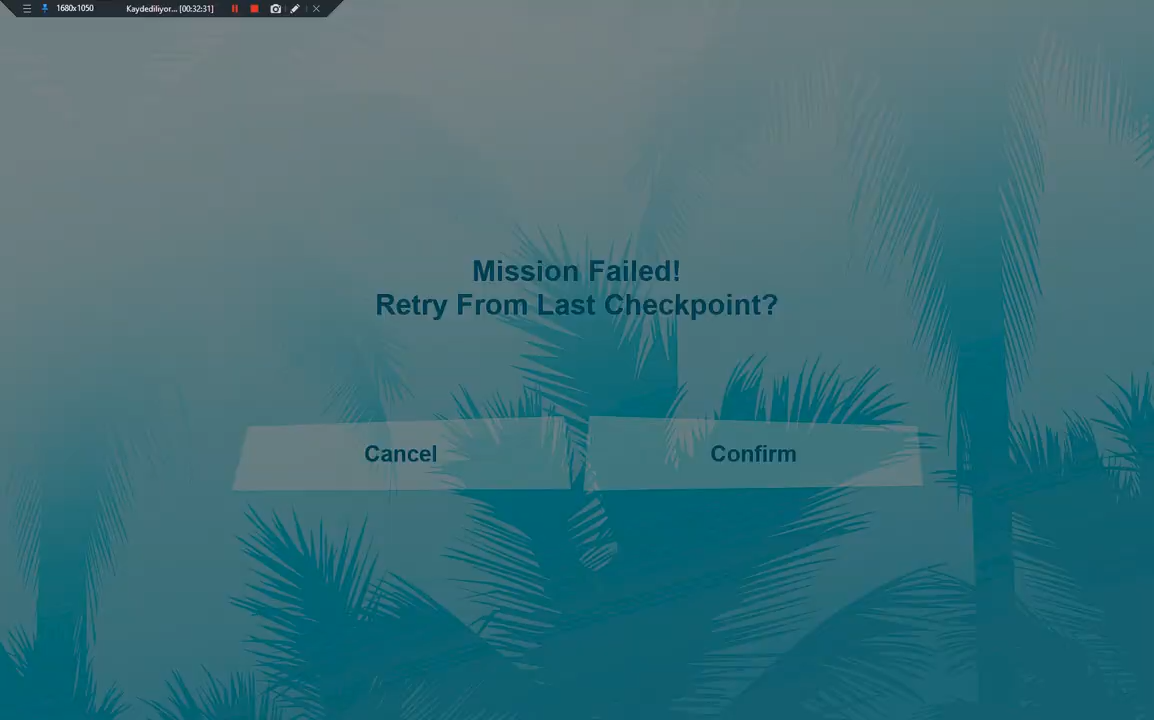 1680x1050 Kaydediliyor... [00:32:31]
Mission Failed!
Retry From Last Checkpoint?
Cancel Confirm